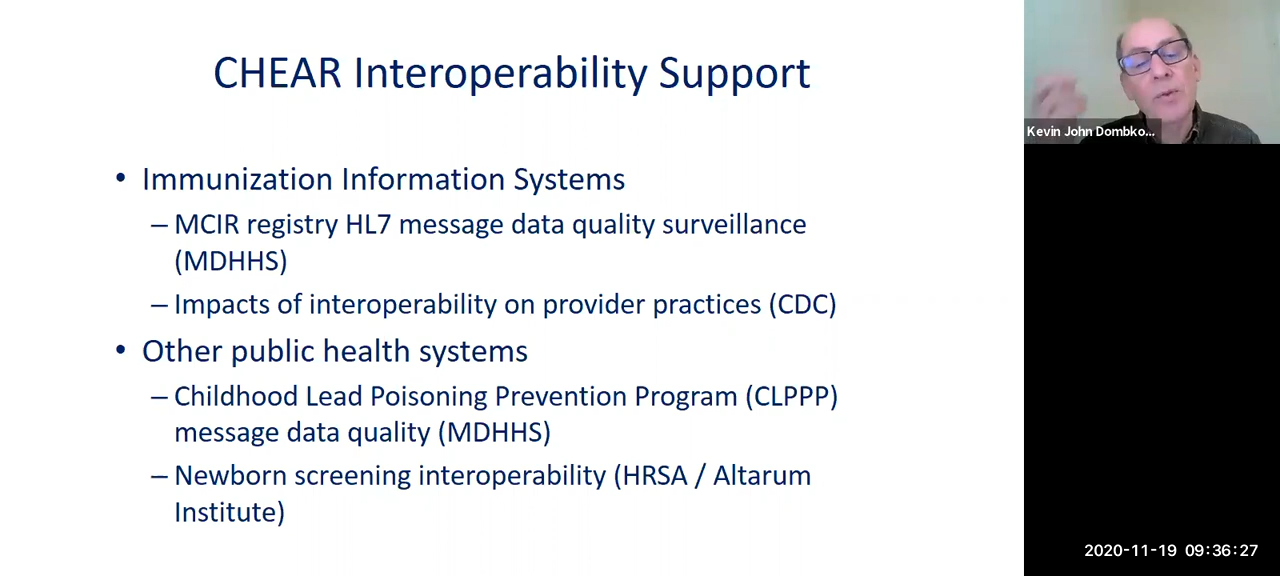 CHEAR Interoperability Support
Kevin John Dombko...
• Immunization Information Systems
– MCIR registry HL7 message data quality surveillance
(MDHHS)
– Impacts of interoperability on provider practices (CDC)
• Other public health systems
– Childhood Lead Poisoning Prevention Program (CLPPP)
message data quality (MDHHS)
– Newborn screening interoperability (HRSA / Altarum
Institute)
2020-11-19 09:36:27